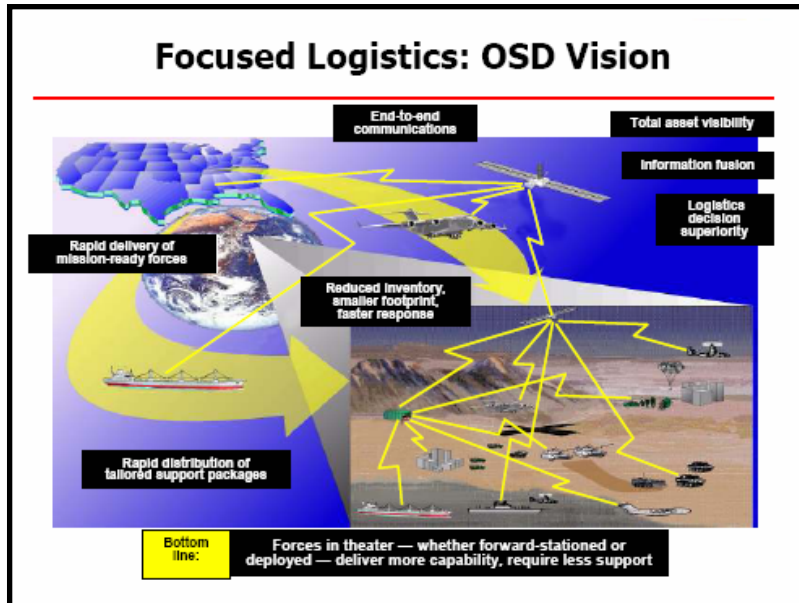 Focused Logistics: OSD Vision
End-to-end
communications
Total asset visibility
Information fusion
Logistics
decision
superiority
Rapid delivery of
mission-ready forces
Reduced inventory,
smaller footprint,
faster response
Rapid distribution of
tailored support packages
Bottom
line:
Forces in theater — whether forward-stationed or
deployed — deliver more capability, require less support